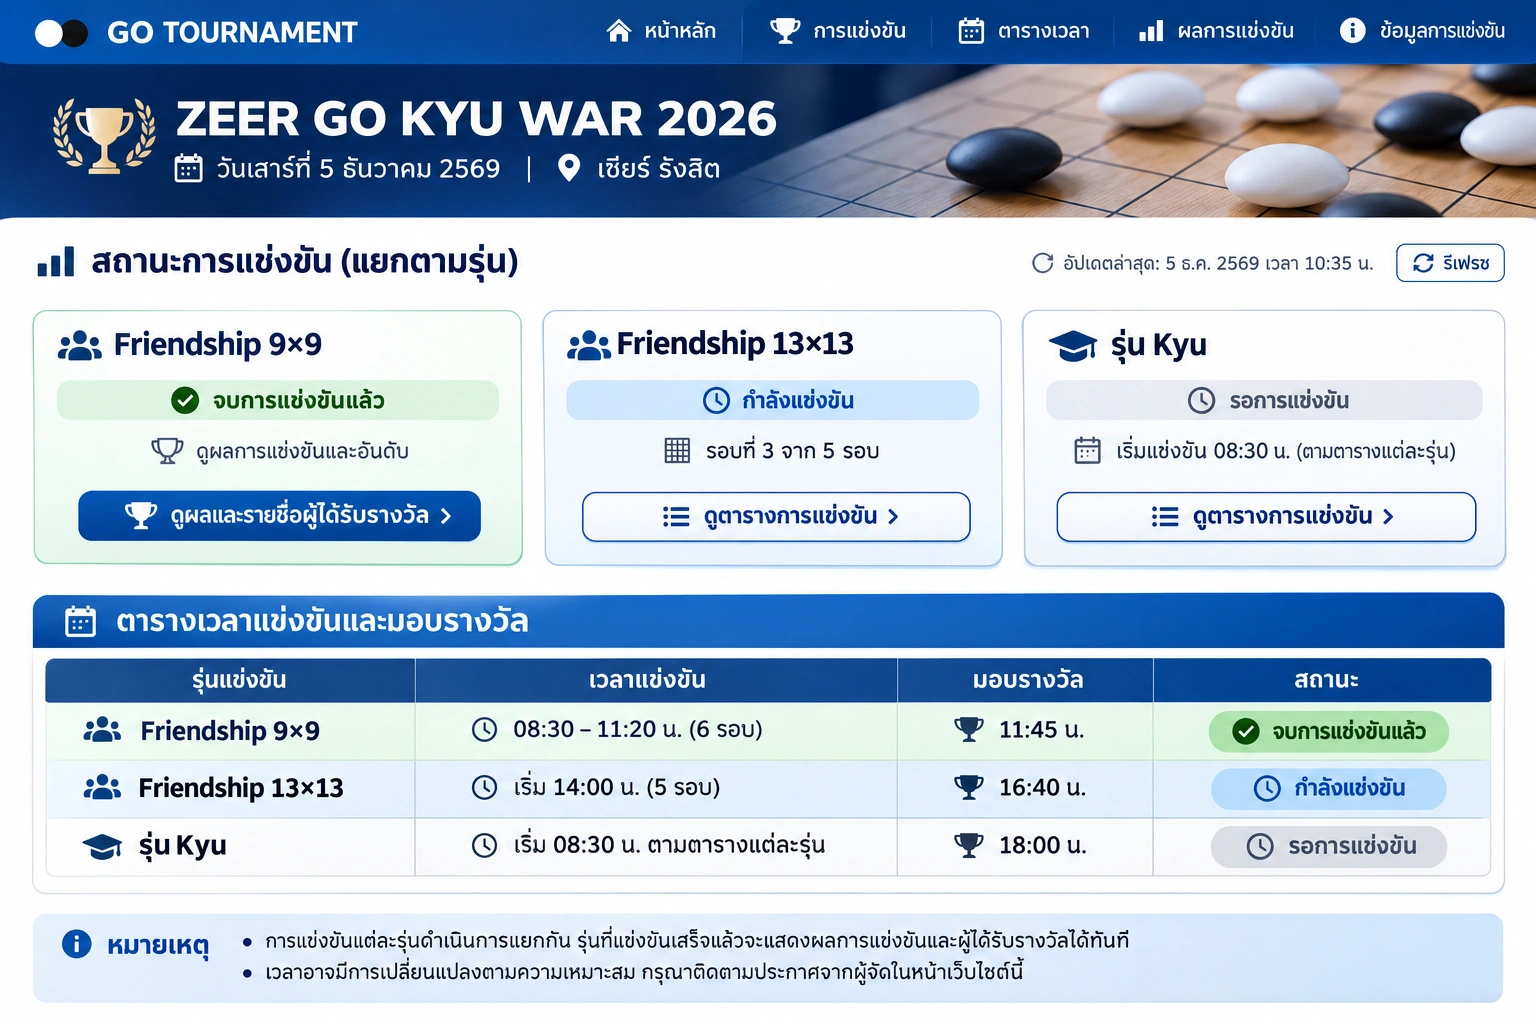 GO TOURNAMENT
หน้าหลัก
การแข่งขัน
ตารางเวลา
ผลการแข่งขัน
ข้อมูลการแข่งขัน
ZEER GO KYU WAR 2026
วันเสาร์ที่ 5 ธันวาคม 2569 | เซียร์ รังสิต
สถานะการแข่งขัน (แยกตามรุ่น)
อัปเดตล่าสุด: 5 ธ.ค. 2569 เวลา 10:35 น.
รีเฟรช
Friendship 9×9
จบการแข่งขันแล้ว
ดูผลการแข่งขันและอันดับ
ดูผลและรายชื่อผู้ได้รับรางวัล
Friendship 13×13
กำลังแข่งขัน
รอบที่ 3 จาก 5 รอบ
ดูตารางการแข่งขัน
รุ่น Kyu
รอการแข่งขัน
เริ่มแข่งขัน 08:30 น. (ตามตารางแต่ละรุ่น)
ดูตารางการแข่งขัน
ตารางเวลาแข่งขันและมอบรางวัล
รุ่นแข่งขัน เวลาแข่งขัน มอบรางวัล สถานะ
Friendship 9×9 08:30 – 11:20 น. (6 รอบ) 11:45 น. จบการแข่งขันแล้ว
Friendship 13×13 เริ่ม 14:00 น. (5 รอบ) 16:40 น. กำลังแข่งขัน
รุ่น Kyu เริ่ม 08:30 น. ตามตารางแต่ละรุ่น 18:00 น. รอการแข่งขัน
หมายเหตุ
• การแข่งขันแต่ละรุ่นดำเนินการแยกกัน รุ่นที่แข่งขันเสร็จแล้วจะแสดงผลการแข่งขันและผู้ได้รับรางวัลได้ทันที
• เวลาอาจมีการเปลี่ยนแปลงตามความเหมาะสม กรุณาติดตามประกาศจากผู้จัดในหน้าเว็บไซต์นี้